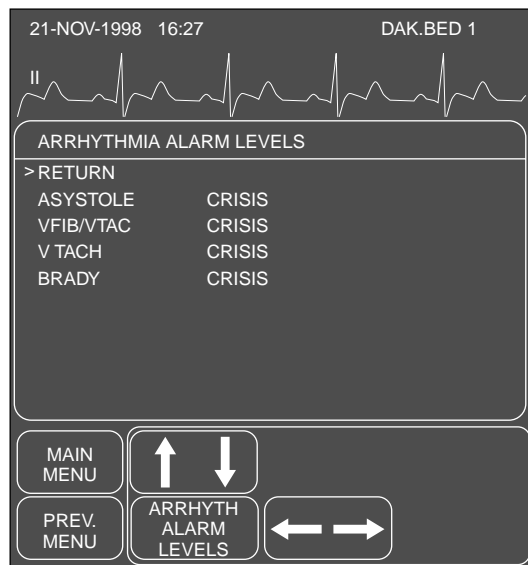 21-NOV-1998 16:27 DAK.BED 1
II
ARRHYTHMIA ALARM LEVELS
> RETURN
ASYSTOLE CRISIS
VFIB/VTAC CRISIS
V TACH CRISIS
BRADY CRISIS
MAIN
MENU
PREV.
MENU
ARRHYTH
ALARM
LEVELS